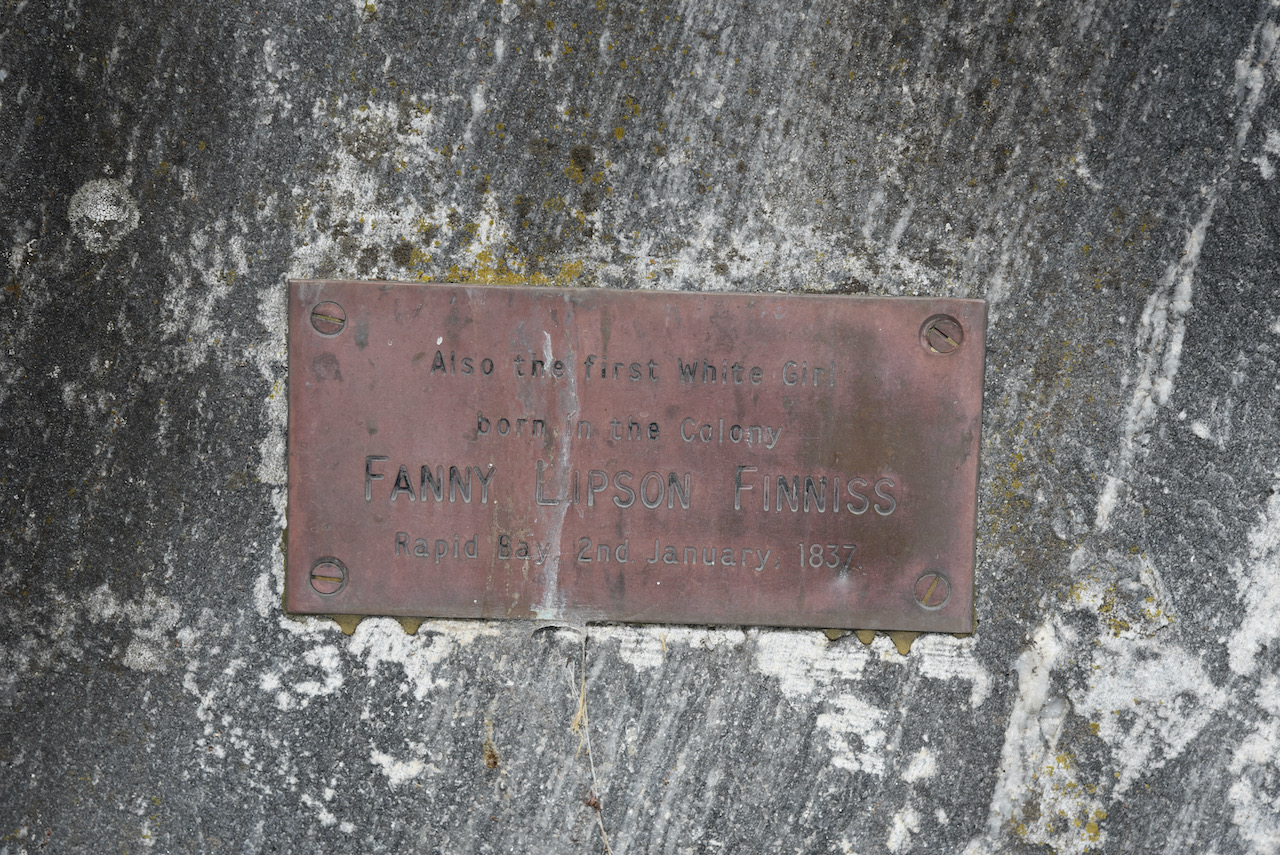 Also the first White Girl
born in the Colony
FANNY LIPSON FINNISS
Rapid Bay, 2nd January, 1837.